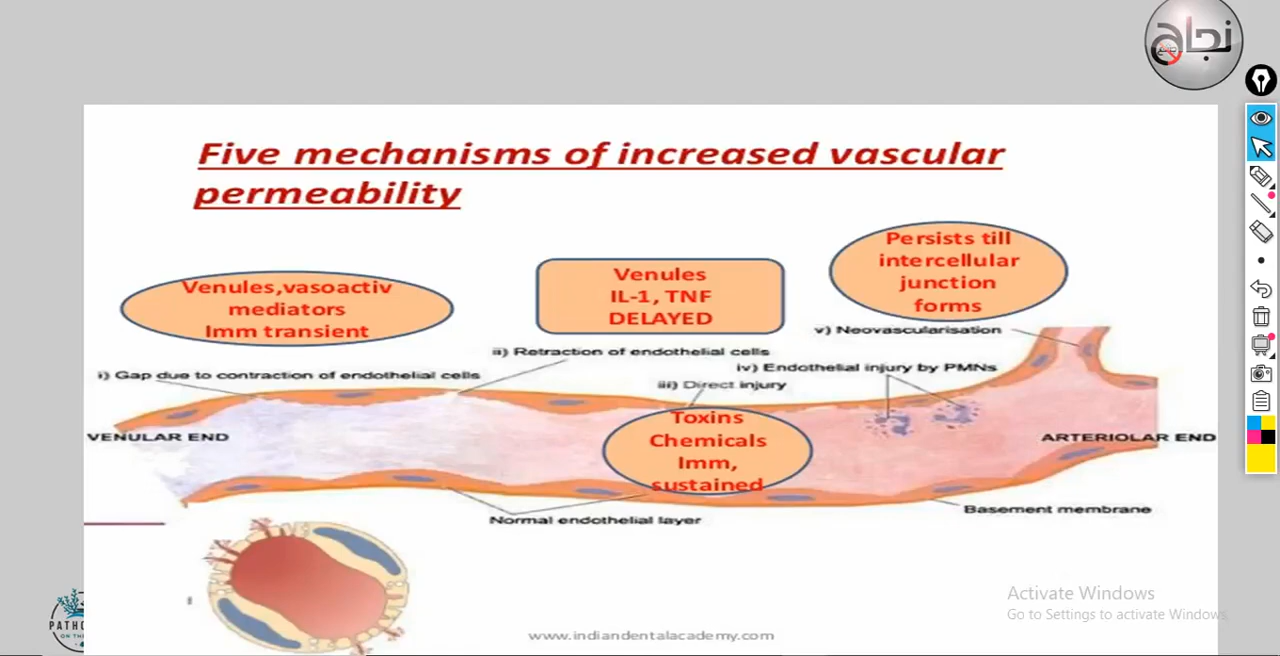 نجاح
Five mechanisms of increased vascular
permeability
Persists till
intercellular
junction
forms
Venules
IL-1, TNF
DELAYED
Venules,vasoactiv
mediators
Imm transient
v) Neovascularisation
ii) Retraction of endothelial cells
iv) Endothelial injury by PMNs
i) Gap due to contraction of endothelial cells
iii) Direct injury
Toxins
Chemicals
Imm,
sustained
VENULAR END
ARTERIOLAR END
Normal endothelial layer
Basement membrane
Activate Windows
Go to Settings to activate Windows.
PATHO
www.indiandentalacademy.com